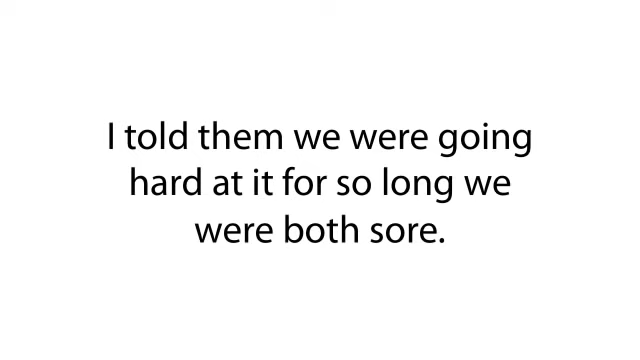 I told them we were going
hard at it for so long we
were both sore.